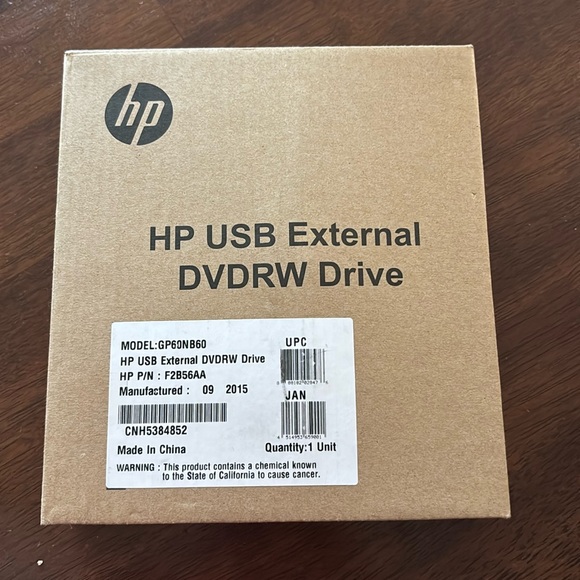 hp
HP USB External
DVDRW Drive
MODEL:GP60NB60
HP USB External DVDRW Drive
HP P/N : F2B56AA
Manufactured : 09 2015
CNH5384852
Made In China
UPC
JAN
Quantity:1 Unit
WARNING : This product contains a chemical known
to the State of California to cause cancer.